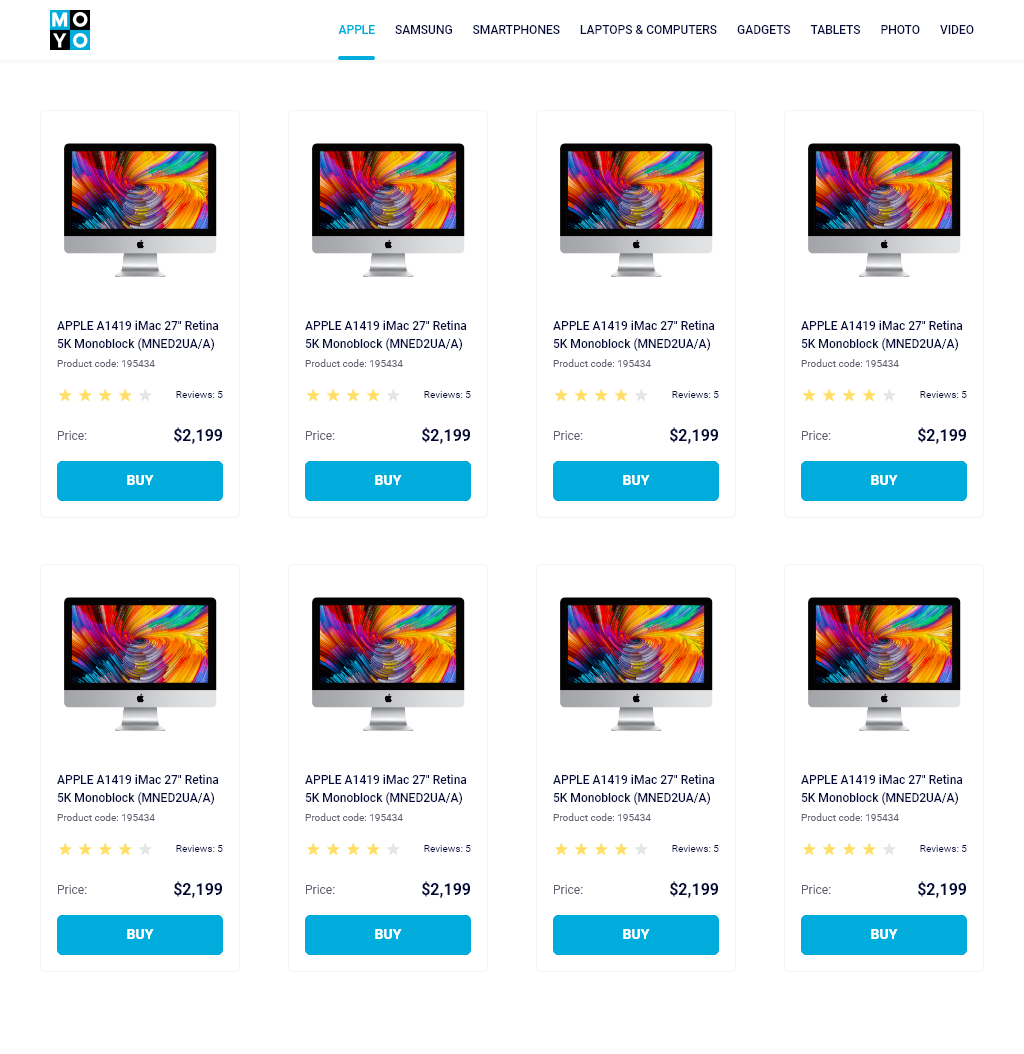 MO
YO
APPLE SAMSUNG SMARTPHONES LAPTOPS & COMPUTERS GADGETS TABLETS PHOTO VIDEO
APPLE A1419 iMac 27" Retina
5K Monoblock (MNED2UA/A)
Product code: 195434
Reviews: 5
Price: $2,199
BUY
APPLE A1419 iMac 27" Retina
5K Monoblock (MNED2UA/A)
Product code: 195434
Reviews: 5
Price: $2,199
BUY
APPLE A1419 iMac 27" Retina
5K Monoblock (MNED2UA/A)
Product code: 195434
Reviews: 5
Price: $2,199
BUY
APPLE A1419 iMac 27" Retina
5K Monoblock (MNED2UA/A)
Product code: 195434
Reviews: 5
Price: $2,199
BUY
APPLE A1419 iMac 27" Retina
5K Monoblock (MNED2UA/A)
Product code: 195434
Reviews: 5
Price: $2,199
BUY
APPLE A1419 iMac 27" Retina
5K Monoblock (MNED2UA/A)
Product code: 195434
Reviews: 5
Price: $2,199
BUY
APPLE A1419 iMac 27" Retina
5K Monoblock (MNED2UA/A)
Product code: 195434
Reviews: 5
Price: $2,199
BUY
APPLE A1419 iMac 27" Retina
5K Monoblock (MNED2UA/A)
Product code: 195434
Reviews: 5
Price: $2,199
BUY